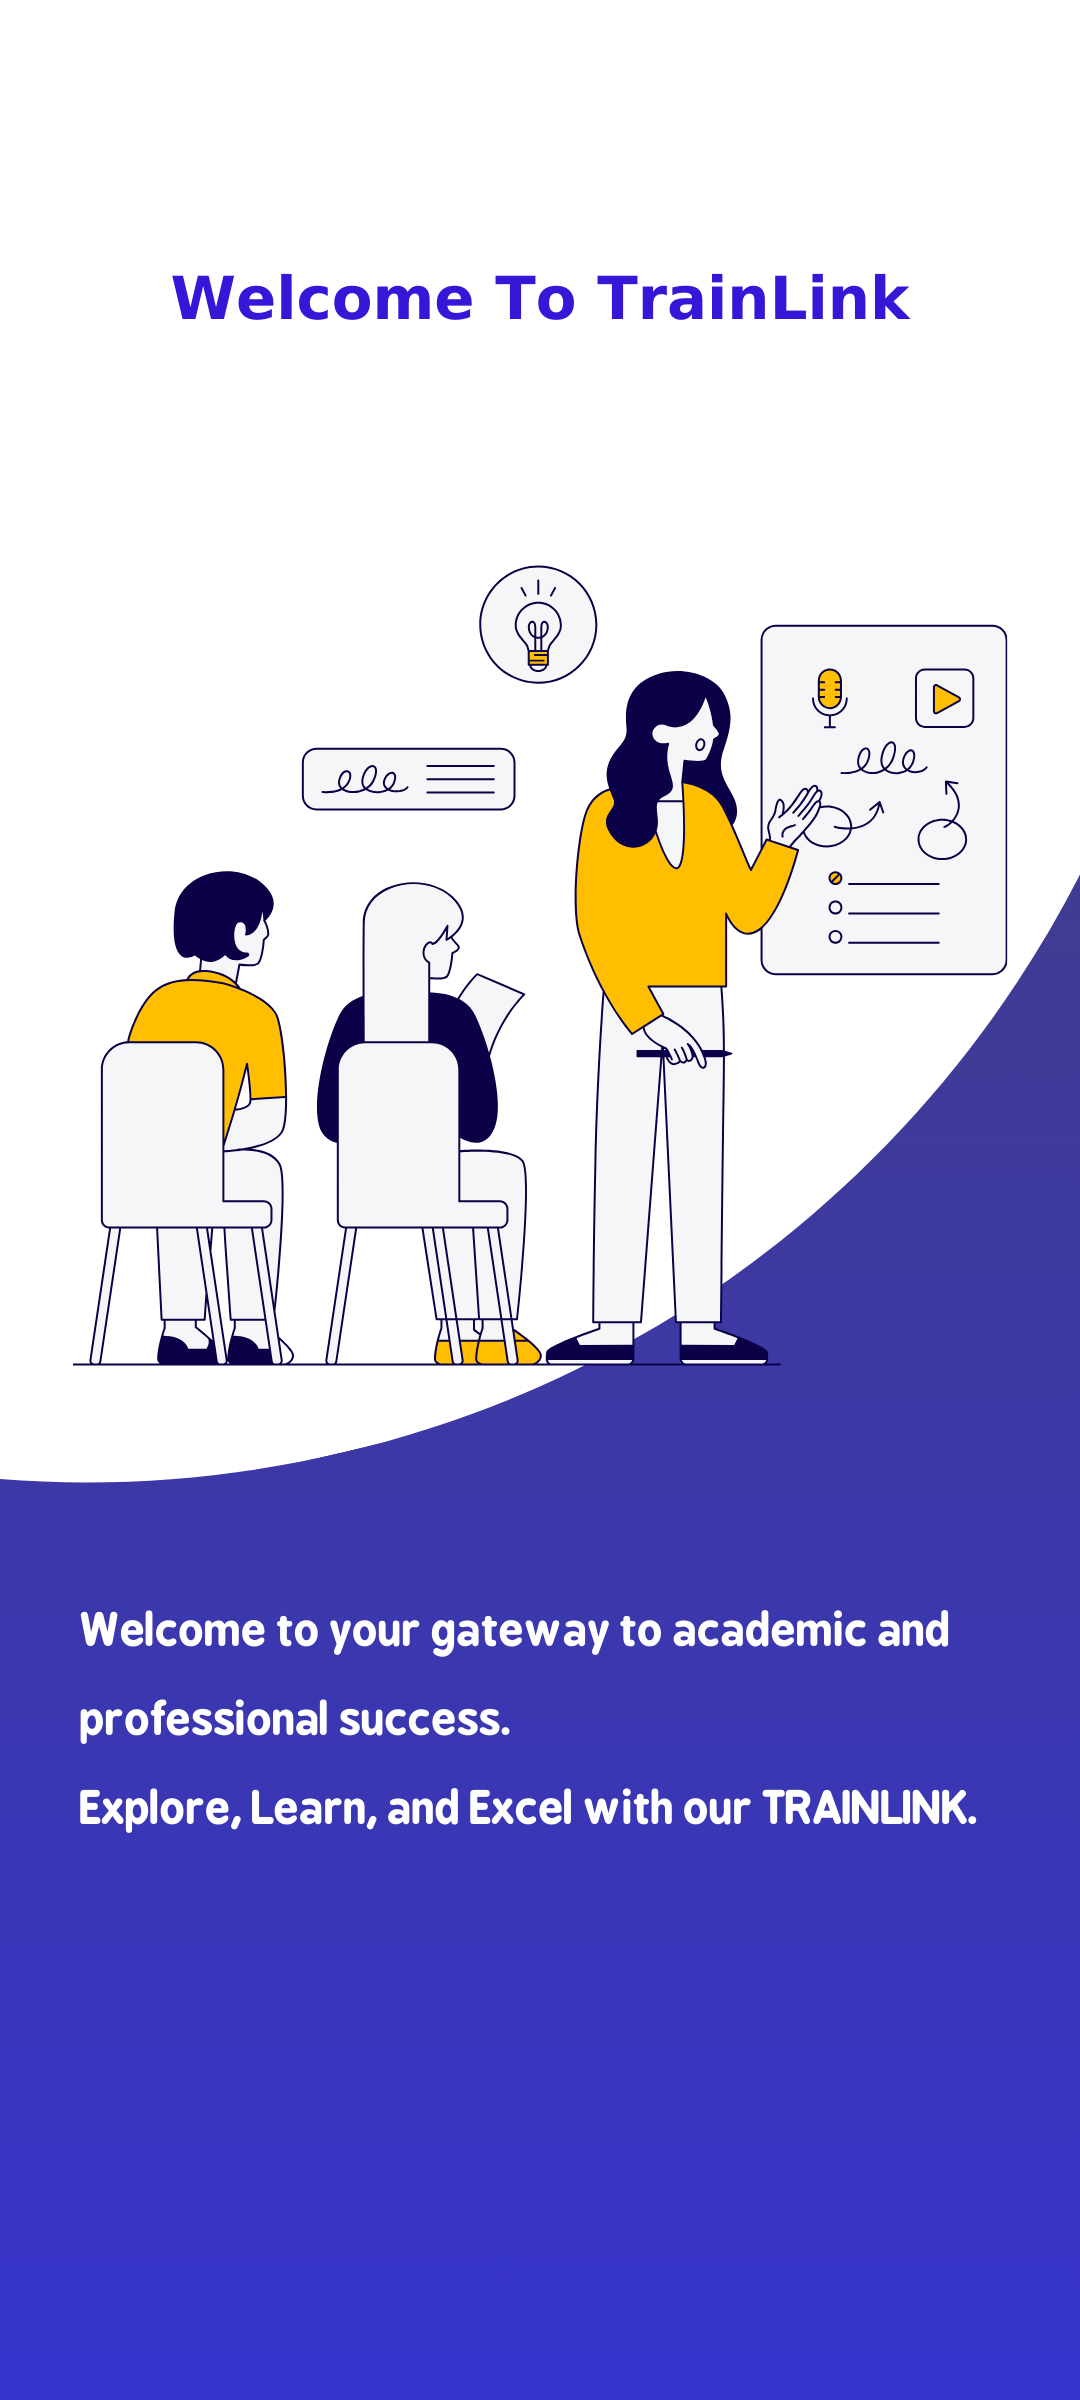 Welcome To TrainLink
Welcome to your gateway to academic and
professional success.
Explore, Learn, and Excel with our TRAINLINK.